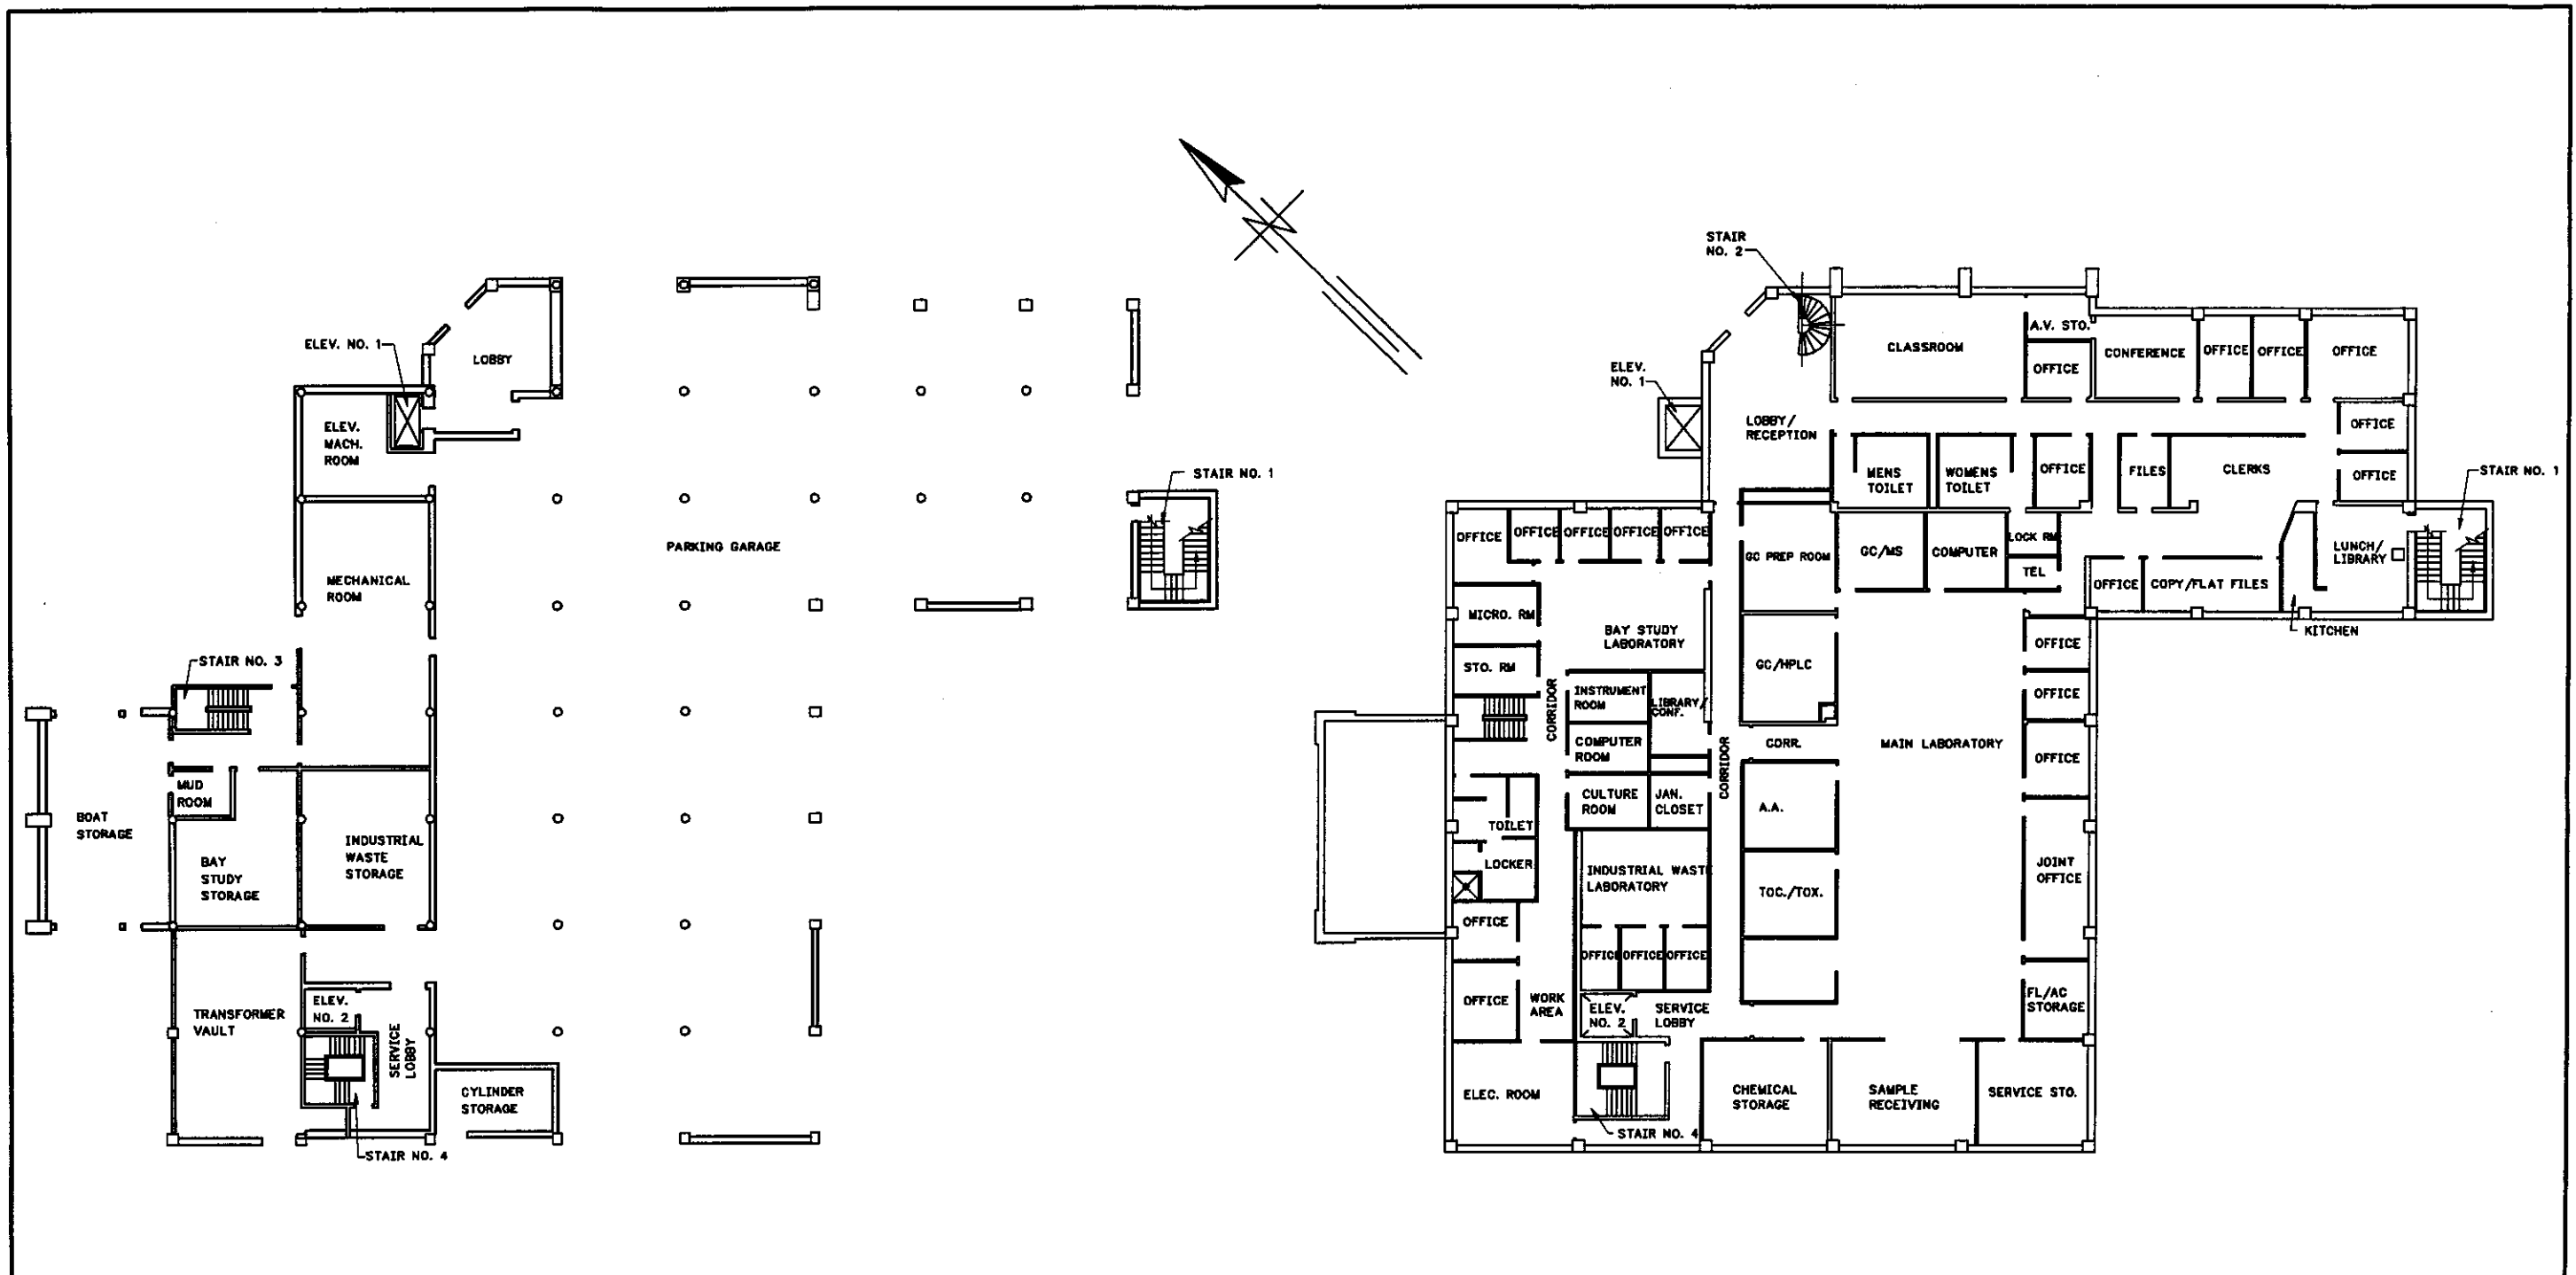 ELEV. NO. 1
LOBBY
ELEV.
MACH.
ROOM
STAIR NO. 1
PARKING GARAGE
MECHANICAL
ROOM
STAIR NO. 3
MUD
ROOM
BOAT
STORAGE
BAY
STUDY
STORAGE
INDUSTRIAL
WASTE
STORAGE
TRANSFORMER
VAULT
ELEV.
NO. 2
SERVICE
LOBBY
CYLINDER
STORAGE
STAIR NO. 4
N
STAIR
NO. 2
ELEV.
NO. 1
CLASSROOM
A.V. STO.
OFFICE
CONFERENCE
OFFICE
OFFICE
OFFICE
LOBBY/
RECEPTION
OFFICE
MENS
TOILET
WOMENS
TOILET
OFFICE
FILES
CLERKS
OFFICE
STAIR NO. 1
OFFICE
OFFICE
OFFICE
OFFICE
OFFICE
GC PREP ROOM
GC/MS
COMPUTER
LOCK RM
TEL
OFFICE
COPY/FLAT FILES
LUNCH/
LIBRARY
KITCHEN
MICRO. RM
BAY STUDY
LABORATORY
STO. RM
GC/HPLC
OFFICE
OFFICE
CORRIDOR
INSTRUMENT
ROOM
LIBRARY/
CONF.
COMPUTER
ROOM
CORRIDOR
CORR.
MAIN LABORATORY
OFFICE
CULTURE
ROOM
JAN.
CLOSET
A.A.
TOILET
LOCKER
INDUSTRIAL WASTE
LABORATORY
TOC./TOX.
JOINT
OFFICE
OFFICE
OFFICE
OFFICE
OFFICE
OFFICE
WORK
AREA
ELEV.
NO. 2
SERVICE
LOBBY
FL/AC
STORAGE
ELEC. ROOM
CHEMICAL
STORAGE
SAMPLE
RECEIVING
SERVICE STO.
STAIR NO. 4